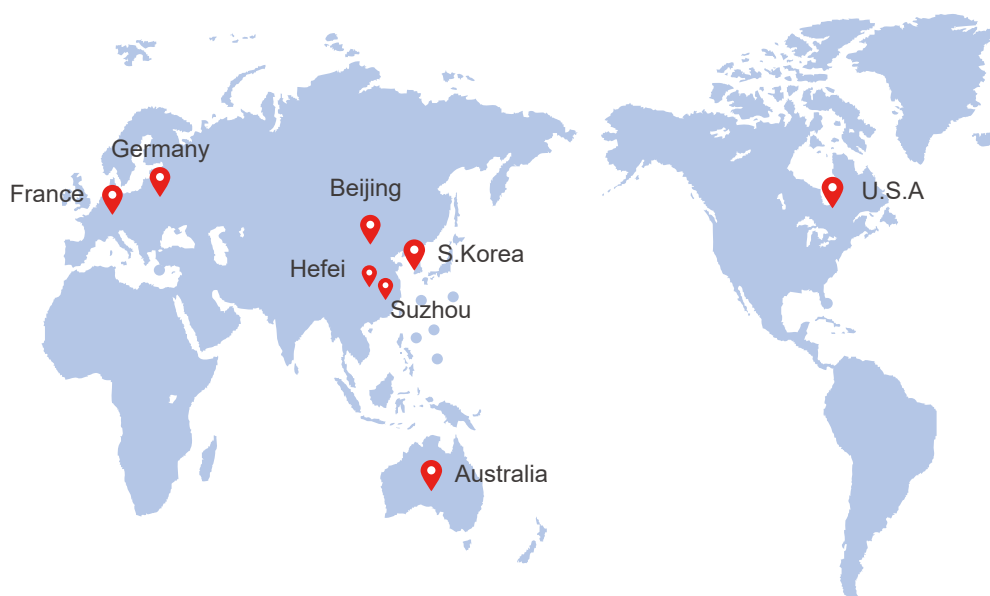 Germany
France
Beijing
U.S.A
S.Korea
Hefei
Suzhou
Australia